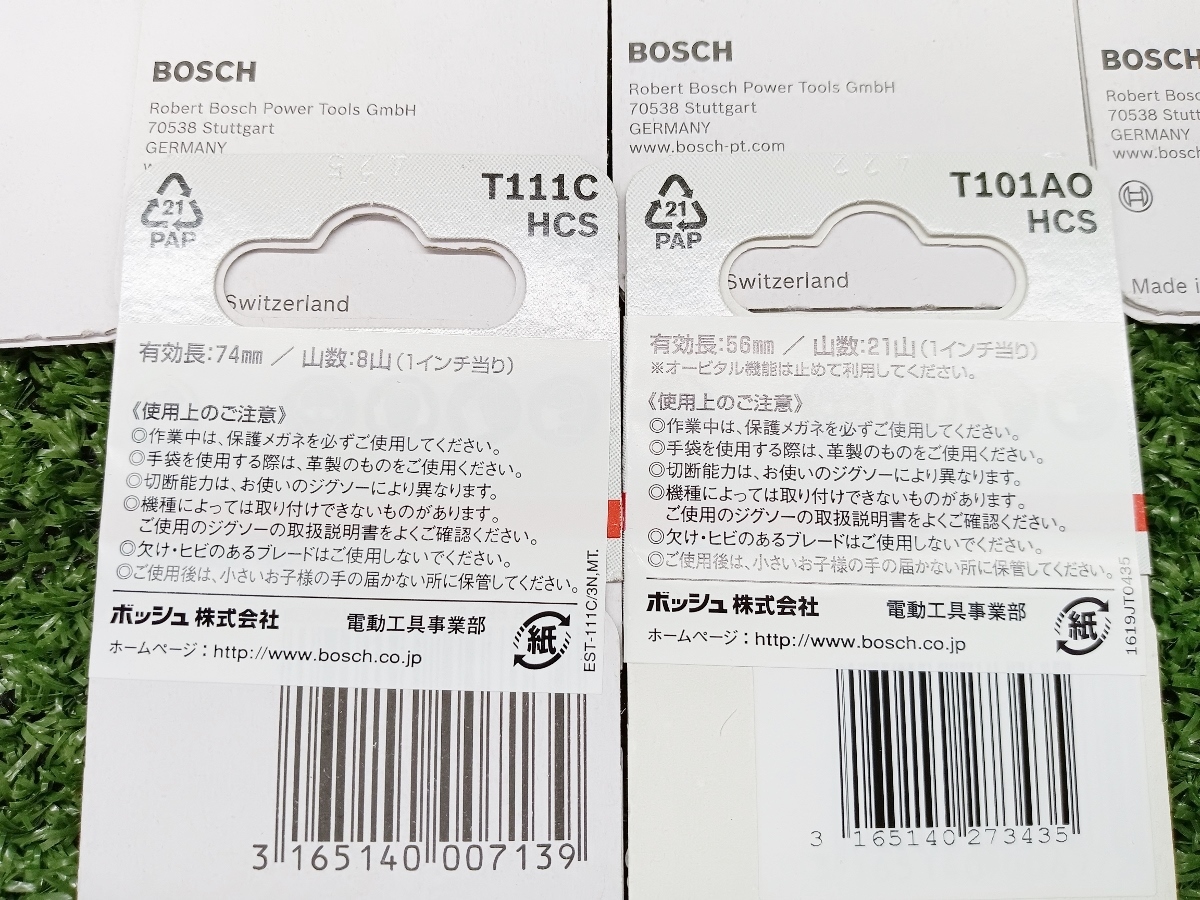 BOSCH
Robert Bosch Power Tools GmbH
70538 Stuttgart
GERMANY
T111C
HCS
21
PAP
Switzerland
有効長:74mm / 山数:8山(1インチ当り)
《使用上のご注意》
◎作業中は、保護メガネを必ずご使用してください。
◎手袋を使用する際は、革製のものをご使用ください。
◎切断能力は、お使いのジグソーにより異なります。
◎機種によっては取り付けできないものがあります。
ご使用のジグソーの取扱説明書をよくご確認ください。
◎欠け・ヒビのあるブレードはご使用しないでください。
◎ご使用後は、小さいお子様の手の届かない所に保管してください。
ボッシュ株式会社 電動工具事業部
ホームページ：http://www.bosch.co.jp
紙
EST-111C/3N,MT.
3 165140 007139
BOSCH
Robert Bosch Power Tools GmbH
70538 Stuttgart
GERMANY
www.bosch-pt.com
T101AO
HCS
21
PAP
Switzerland
有効長:56mm / 山数:21山(1インチ当り)
※オービタル機能は止めて利用してください。
《使用上のご注意》
◎作業中は、保護メガネを必ずご使用してください。
◎手袋を使用する際は、革製のものをご使用ください。
◎切断能力は、お使いのジグソーにより異なります。
◎機種によっては取り付けできないものがあります。
ご使用のジグソーの取扱説明書をよくご確認ください。
◎欠け・ヒビのあるブレードはご使用しないでください。
◎ご使用後は、小さいお子様の手の届かない所に保管してください。
ボッシュ株式会社 電動工具事業部
ホームページ：http://www.bosch.co.jp
紙
1619JT0435
3 165140 273435
BOSCH
Robert Bosc
70538 Stutt
GERMANY
www.bosch
Made i